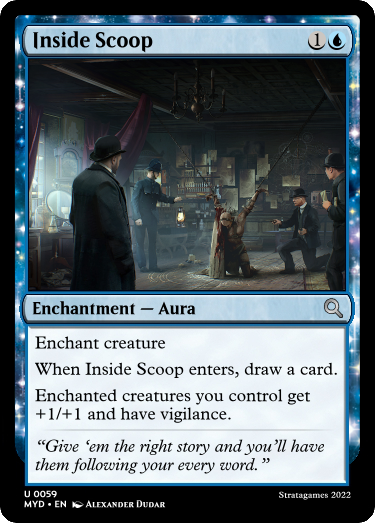 Inside Scoop
1
Enchantment — Aura
Enchant creature
When Inside Scoop enters, draw a card.
Enchanted creatures you control get
+1/+1 and have vigilance.
“Give ‘em the right story and you’ll have
them following your every word.”
U 0059
Stratagames 2022
MYD • EN Alexander Dudar